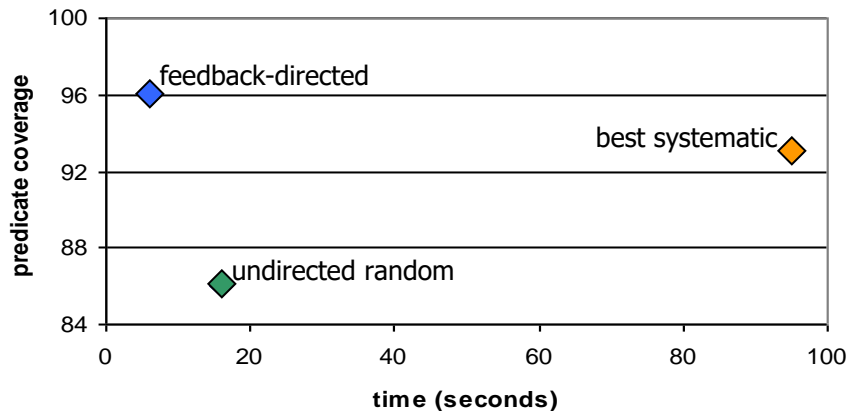 100
feedback-directed
96
best systematic
92
88
undirected random
84
predicate coverage
0 20 40 60 80 100
time (seconds)